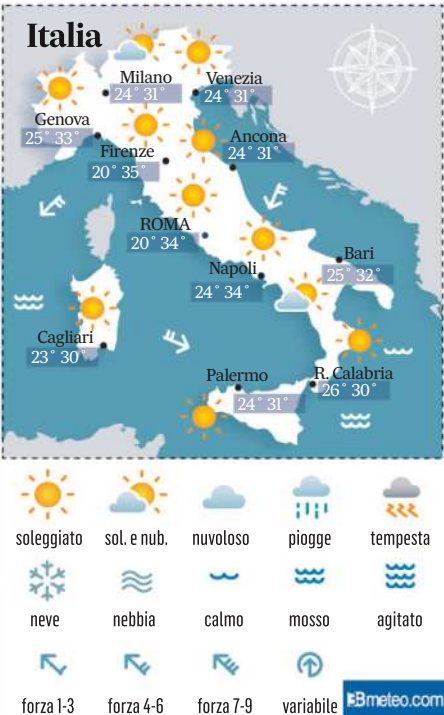 Italia
Milano
24° 31°
Venezia
24° 31°
Genova
25° 33°
Firenze
20° 35°
Ancona
24° 31°
ROMA
20° 34°
Bari
25° 32°
Napoli
24° 34°
Cagliari
23° 30
Palermo
24° 31°
R. Calabria
26° 30°
soleggiato sol. e nub. nuvoloso piogge tempesta
neve nebbia calmo mosso agitato
forza 1-3 forza 4-6 forza 7-9 variabile
3Bmeteo.com